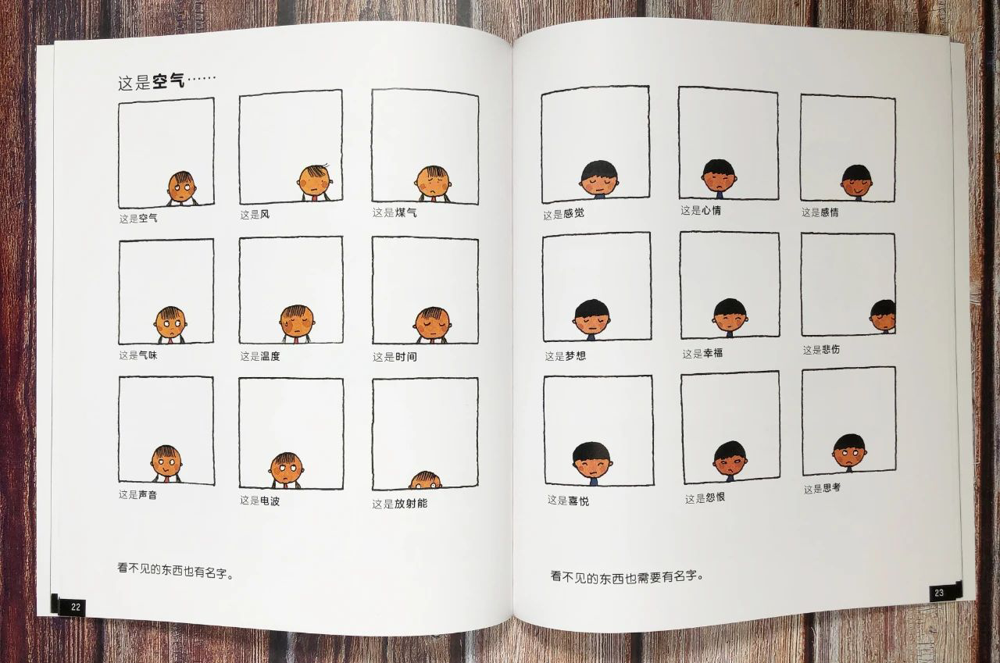 这是空气……
这是空气
这是风
这是煤气
这是气味
这是温度
这是时间
这是声音
这是电波
这是放射能
看不见的东西也有名字。
22
这是感觉
这是心情
这是感情
这是梦想
这是幸福
这是悲伤
这是喜悦
这是怨恨
这是思考
看不见的东西也需要有名字。
23